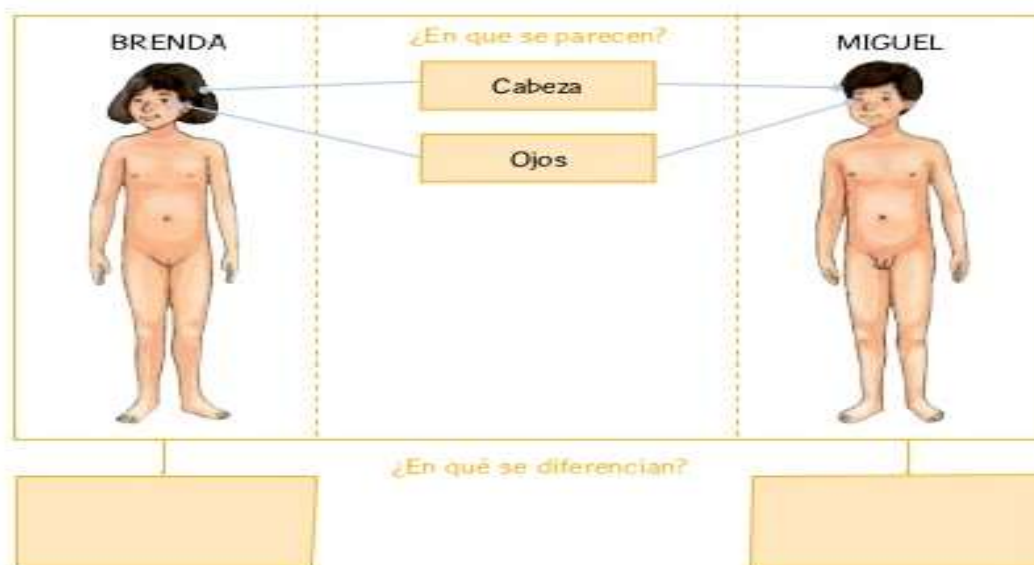 BRENDA
¿En que se parecen?
MIGUEL
Cabeza
Ojos
¿En qué se diferencian?